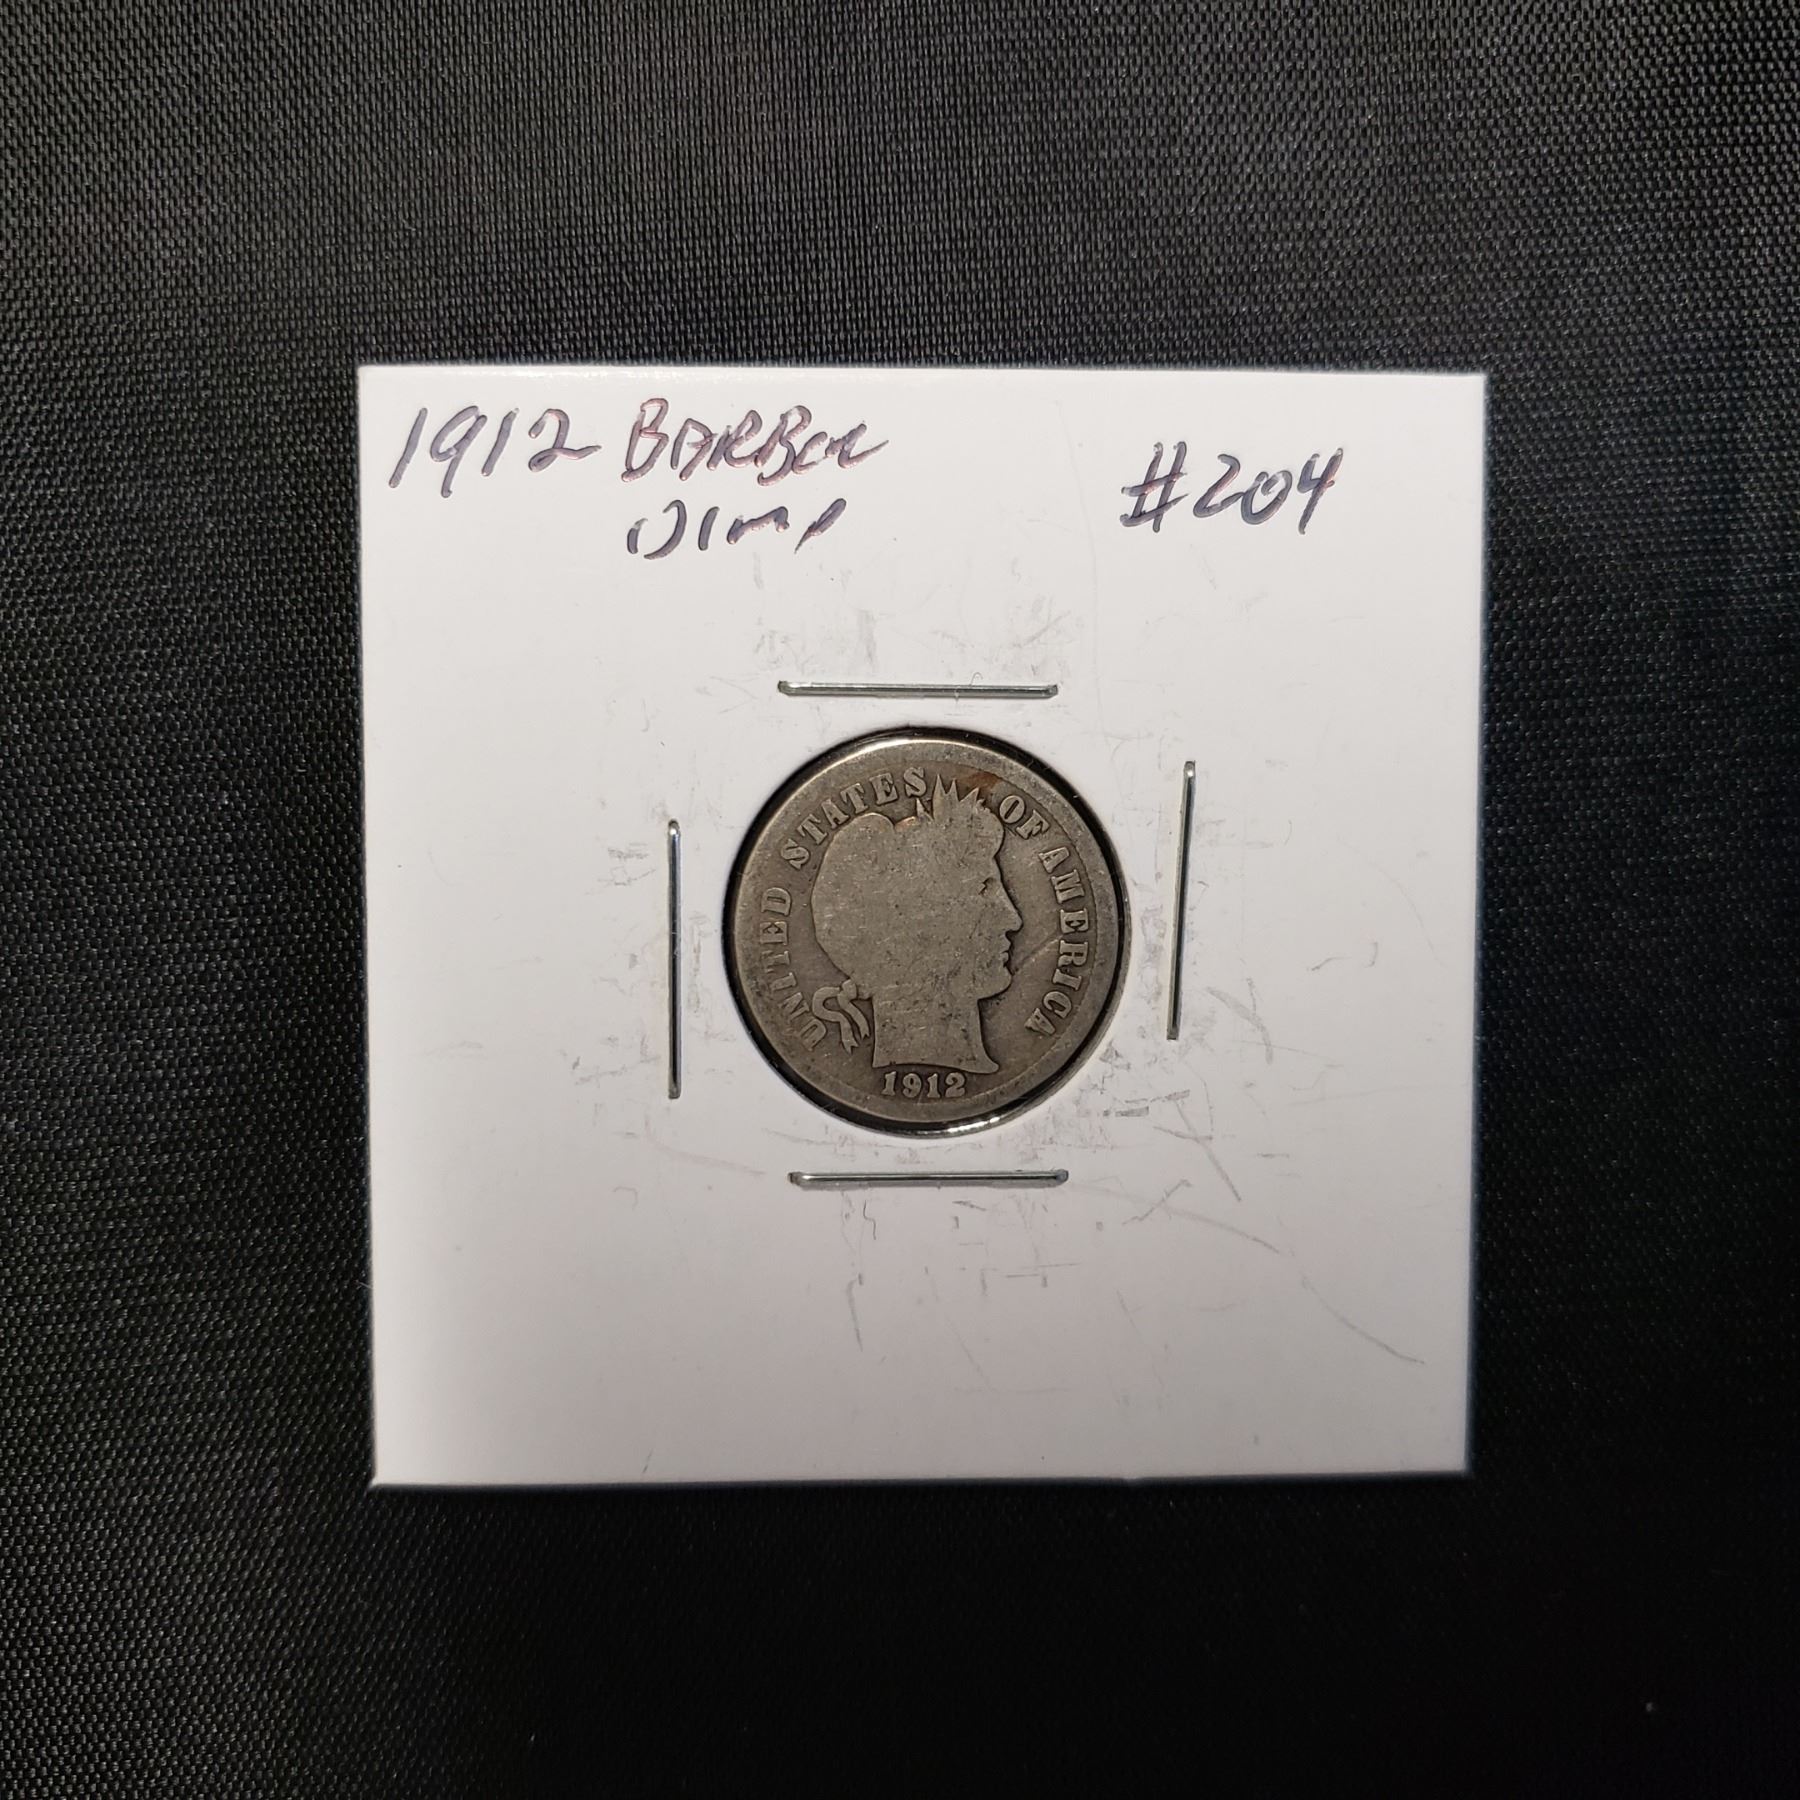 1912 BARBER #204
DIME
UNITED STATES OF AMERICA
1912